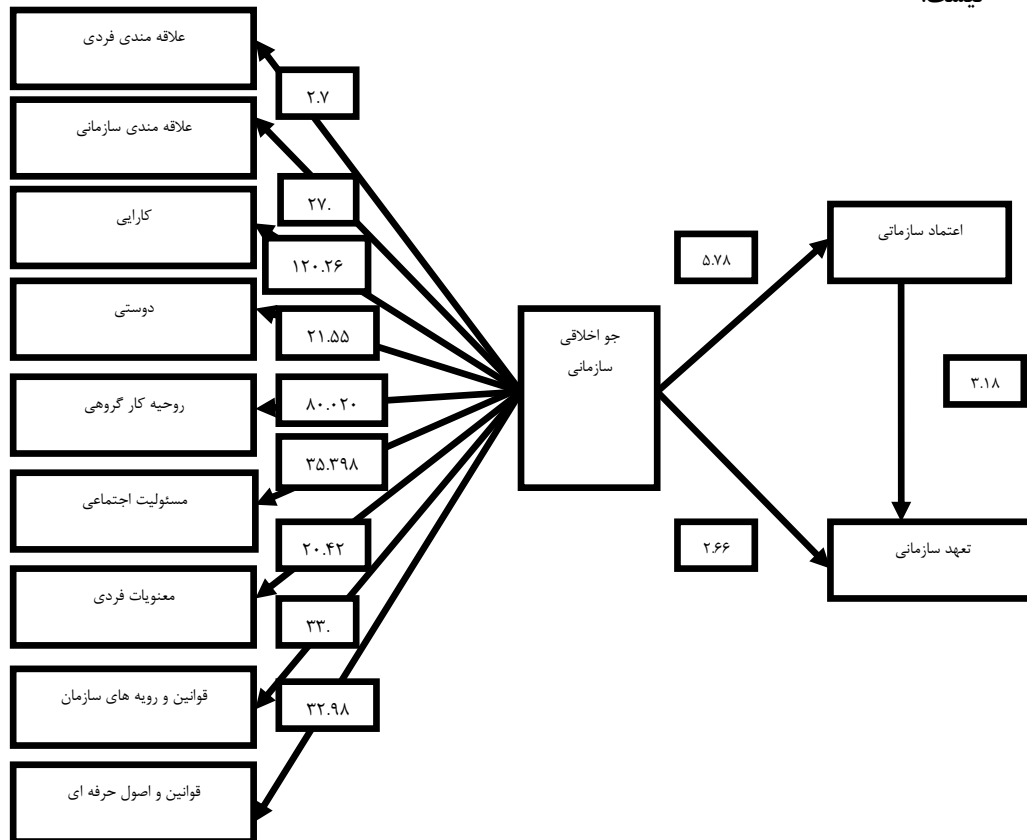 نیست.
علاقه مندی فردی
۲.۷
علاقه مندی سازمانی
۲۷.
کارایی
۱۲۰.۲۶
دوستی
۲۱.۵۵
روحیه کار گروهی
۸۰.۰۲۰
۳۵.۳۹۸
مسئولیت اجتماعی
۲۰.۴۲
معنویات فردی
۳۳.
قوانین و رویه های سازمان
۳۲.۹۸
قوانین و اصول حرفه ای
جو اخلاقی
سازمانی
۵.۷۸
اعتماد سازماتی
۳.۱۸
۲.۶۶
تعهد سازمانی